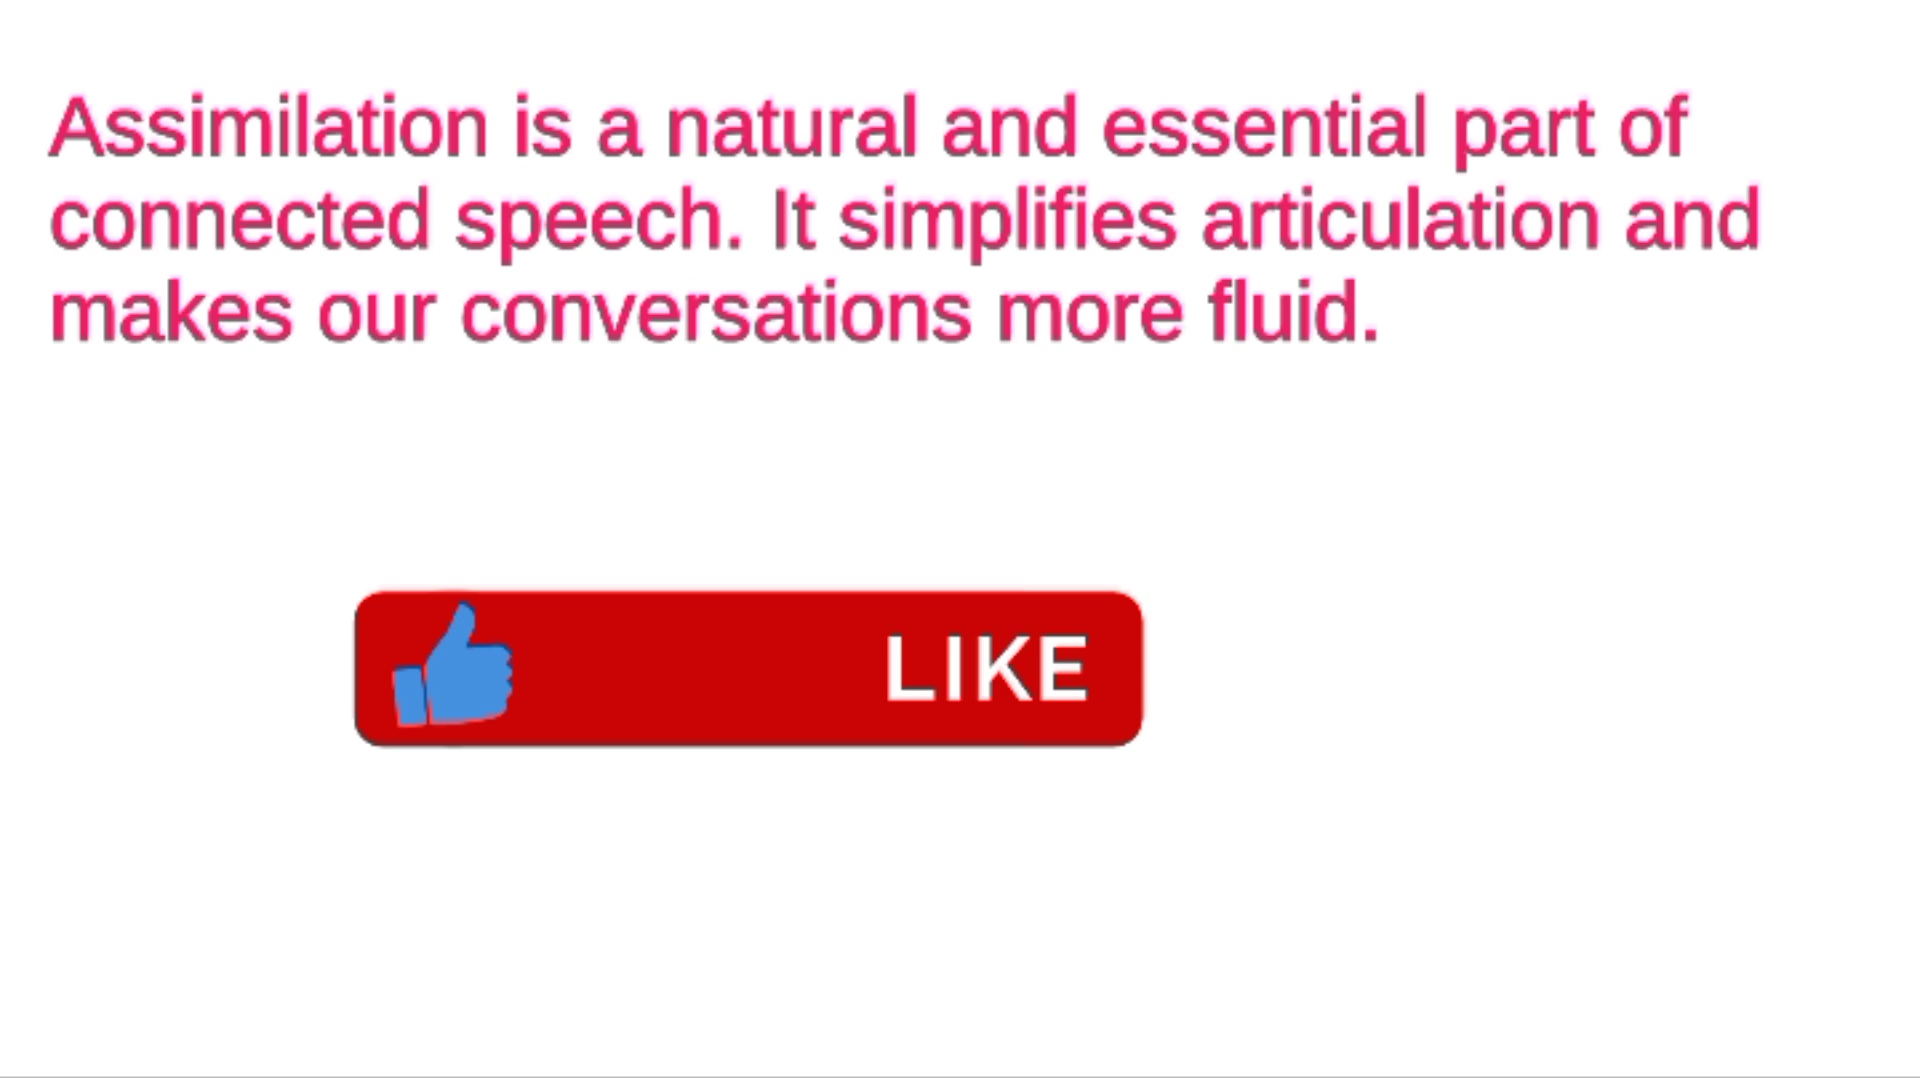 Assimilation is a natural and essential part of
connected speech. It simplifies articulation and
makes our conversations more fluid.
LIKE